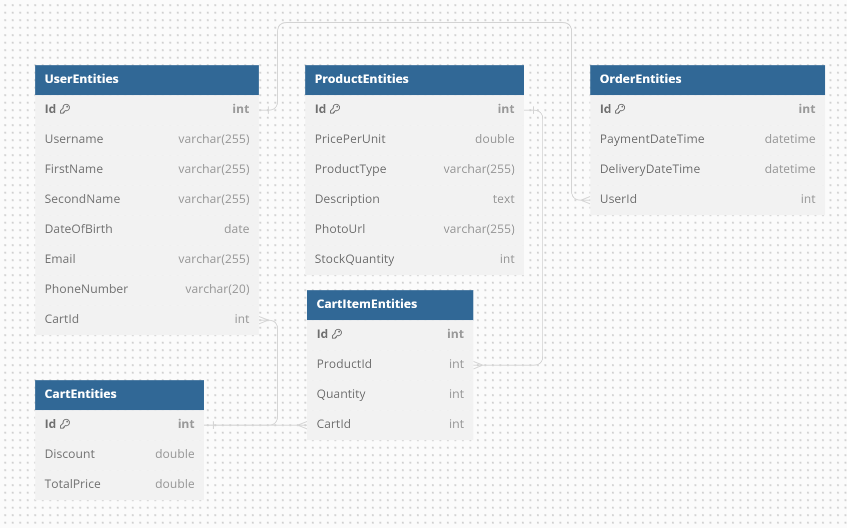 UserEntities
Id int
Username varchar(255)
FirstName varchar(255)
SecondName varchar(255)
DateOfBirth date
Email varchar(255)
PhoneNumber varchar(20)
CartId int
ProductEntities
Id int
PricePerUnit double
ProductType varchar(255)
Description text
PhotoUrl varchar(255)
StockQuantity int
OrderEntities
Id int
PaymentDateTime datetime
DeliveryDateTime datetime
UserId int
CartItemEntities
Id int
ProductId int
Quantity int
CartId int
CartEntities
Id int
Discount double
TotalPrice double